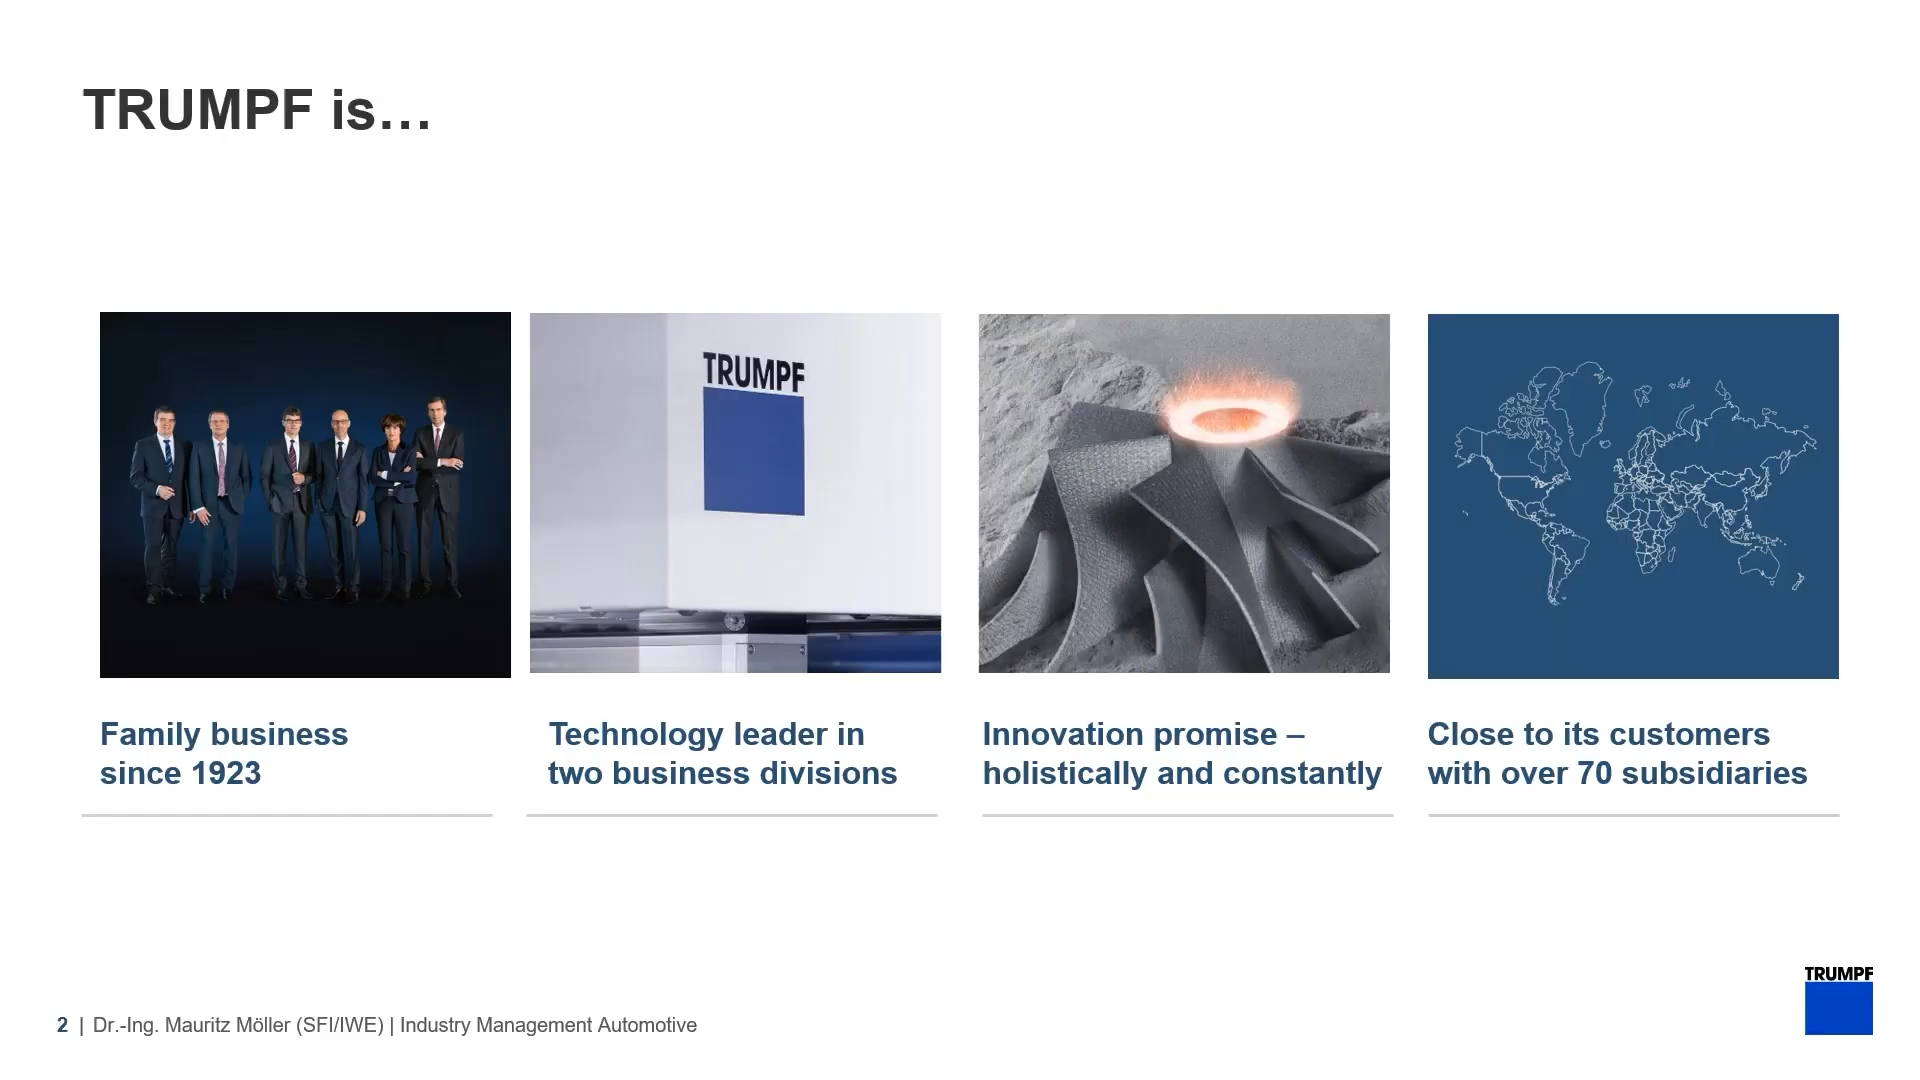 TRUMPF is…
TRUMPF
Family business
since 1923
Technology leader in
two business divisions
Innovation promise –
holistically and constantly
Close to its customers
with over 70 subsidiaries
TRUMPF
2 | Dr.-Ing. Mauritz Möller (SFI/IWE) | Industry Management Automotive